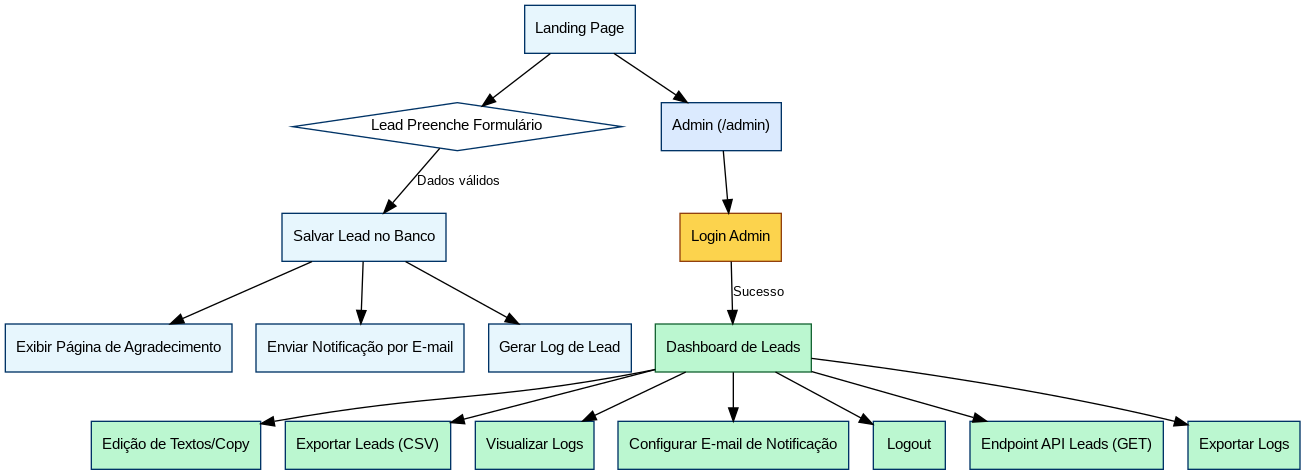 Landing Page
Lead Preenche Formulário
Admin (/admin)
Dados válidos
Salvar Lead no Banco
Login Admin
Sucesso
Exibir Página de Agradecimento
Enviar Notificação por E-mail
Gerar Log de Lead
Dashboard de Leads
Edição de Textos/Copy
Exportar Leads (CSV)
Visualizar Logs
Configurar E-mail de Notificação
Logout
Endpoint API Leads (GET)
Exportar Logs